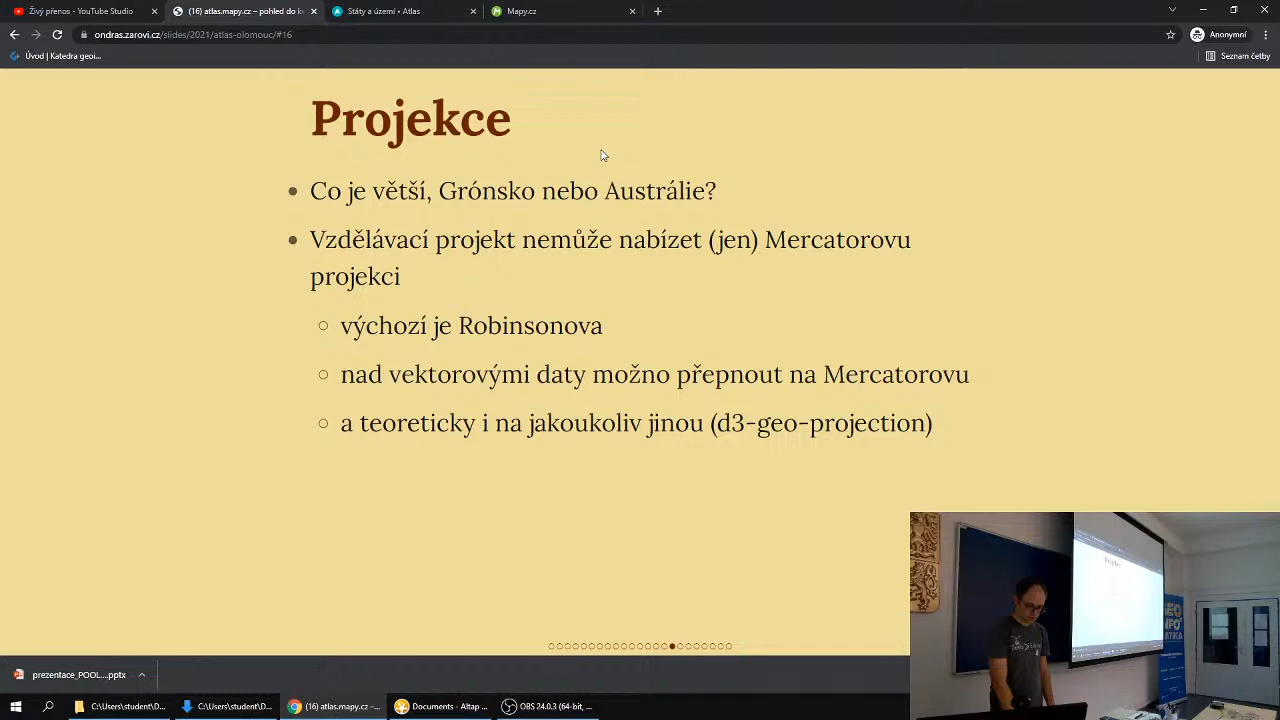 Živý přenos - YouTube Studio
(16) atlas.mapy.cz – pohled do ku
Státy a území • Atlas
Mapy.cz
ondras.zarovi.cz/slides/2021/atlas-olomouc/#16
Anonymní
Úvod | Katedra geoi...
Seznam četby
Projekce
Co je větší, Grónsko nebo Austrálie?
Vzdělávací projekt nemůže nabízet (jen) Mercatorovu
projekci
výchozí je Robinsonova
nad vektorovými daty možno přepnout na Mercatorovu
a teoreticky i na jakoukoliv jinou (d3-geo-projection)
GEO
INFO
prezentace_POOL....pptx
C:\Users\student\D...
C:\Users\student\D...
(16) atlas.mapy.cz –...
Documents - Altap ...
OBS 24.0.3 (64-bit, ...